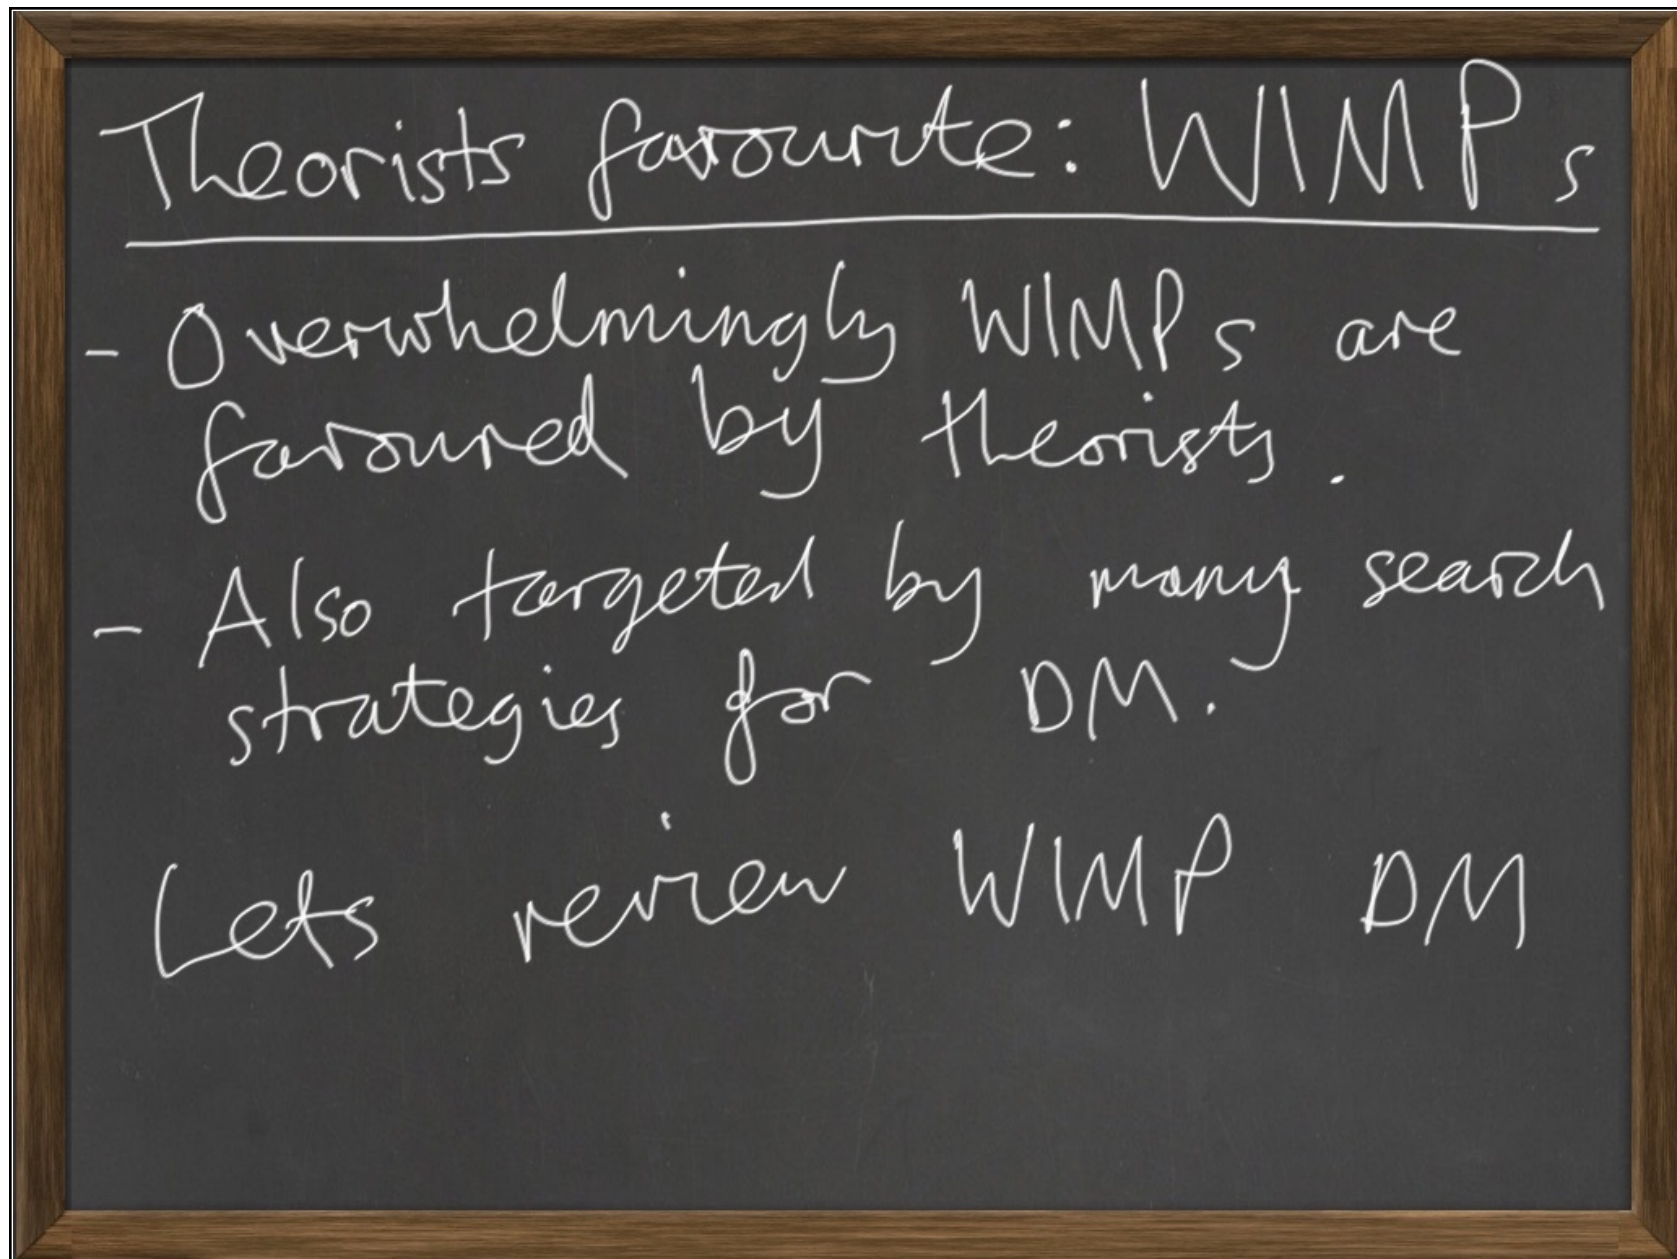 Theorists favourite: WIMPs
- Overwhelmingly WIMPs are
favoured by theorists.
- Also targeted by many search
strategies for DM.
Lets review WIMP DM